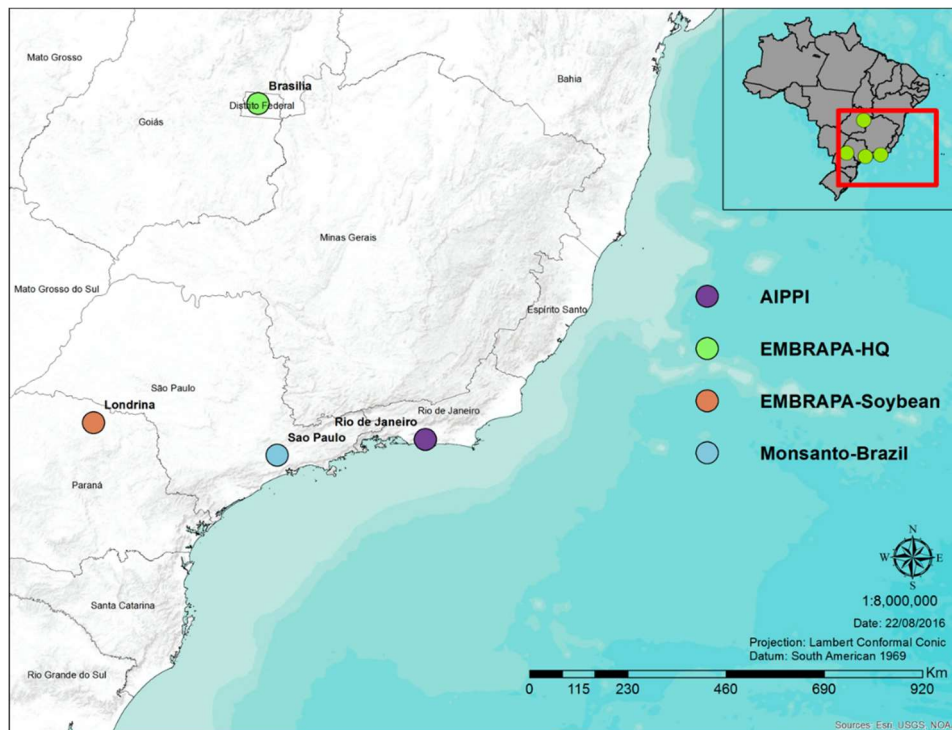 Mato Grosso
Bahia
Brasilia
Distuto Federal
Goiás
Minas Gerais
Mato Grosso do Sul
Espírito Santo
São Paulo
Londrina
Rio de Janeiro
Rio de Janeiro
Sao Paulo
Paraná
Santa Catarina
Rio Grande do Sul
AIPPI
EMBRAPA-HQ
EMBRAPA-Soybean
Monsanto-Brazil
N
W
E
S
1:8,000,000
Date: 22/08/2016
Projection: Lambert Conformal Conic
Datum: South American 1969
Km
0 115 230 460 690 920
Sources: Esri, USGS, NOA